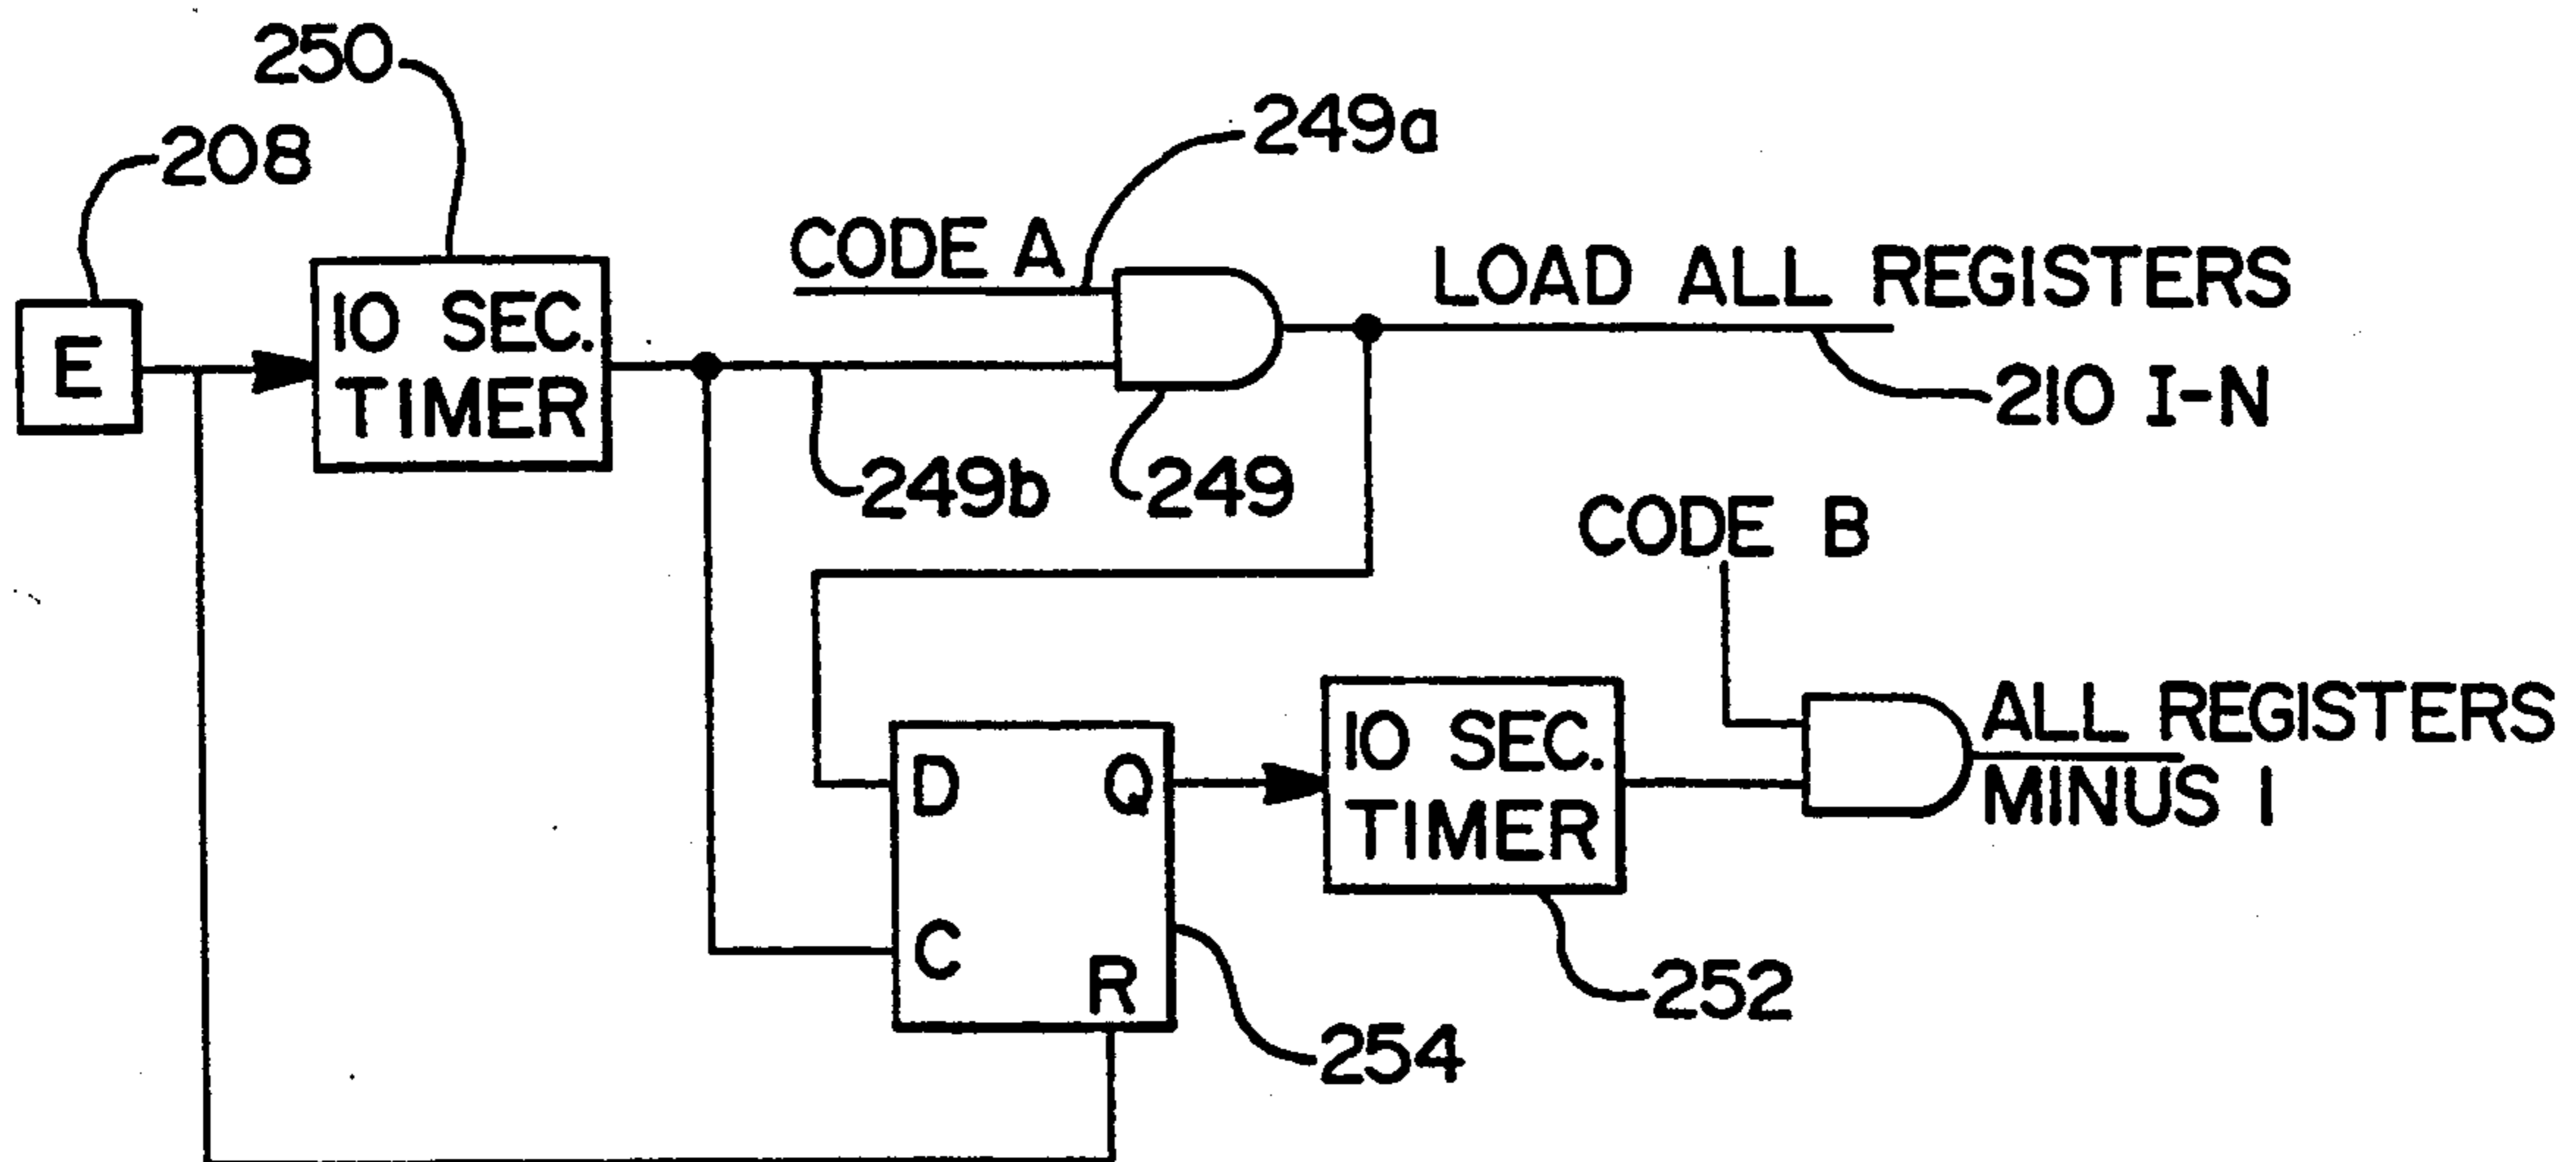 250
208
249a
CODE A
LOAD ALL REGISTERS
10 SEC.
TIMER
E
210 1-N
249b
249
CODE B
D
Q
10 SEC.
TIMER
ALL REGISTERS
MINUS 1
C
R
252
254